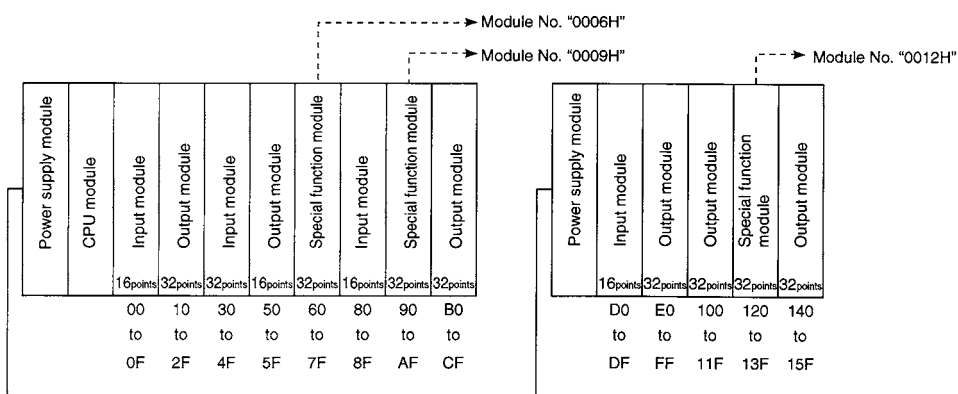 Module No. "0006H"
Module No. "0009H"
Module No. "0012H"
Power supply module
CPU module
Input module
Output module
Input module
Output module
Special function module
Input module
Special function module
Output module
16points 32points 32points 16points 32points 16points 32points 32points
00 10 30 50 60 80 90 B0
to to to to to to to to
0F 2F 4F 5F 7F 8F AF CF
Power supply module
Input module
Output module
Output module
Special function
module
Output module
16points 32points 32points 32points 32points
D0 E0 100 120 140
to to to to to
DF FF 11F 13F 15F